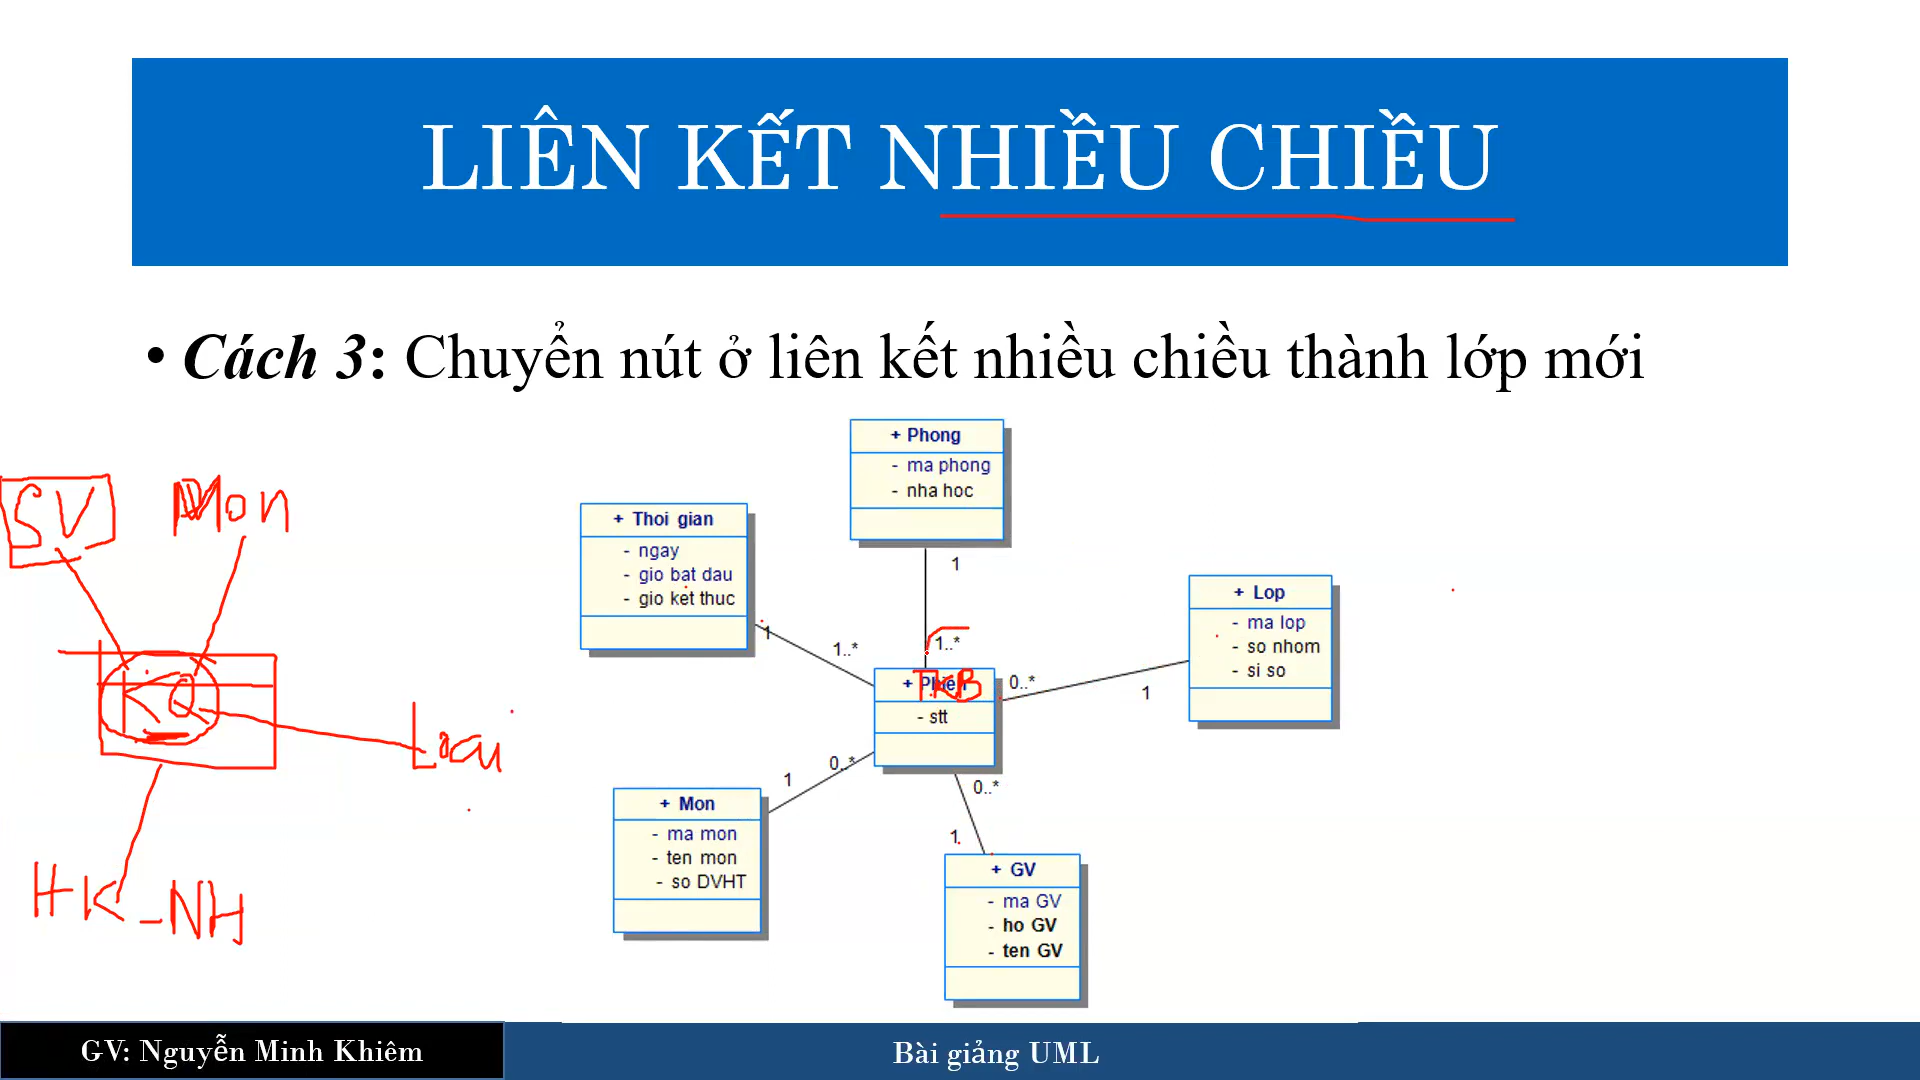 LIÊN KẾT NHIỀU CHIỀU
• Cách 3: Chuyển nút ở liên kết nhiều chiều thành lớp mới
+ Phong
- ma phong
- nha hoc
1
1..*
+ Thoi gian
- ngay
- gio bat dau
- gio ket thuc
1
1..*
+ Lop
- ma lop
- so nhom
- si so
1
0..*
TKB
- stt
+ Mon
- ma mon
- ten mon
- so DVHT
1
0..*
0..*
1
+ GV
- ma GV
- ho GV
- ten GV
SV
Mon
KQ
HK-NH
GV: Nguyễn Minh Khiêm
Bài giảng UML